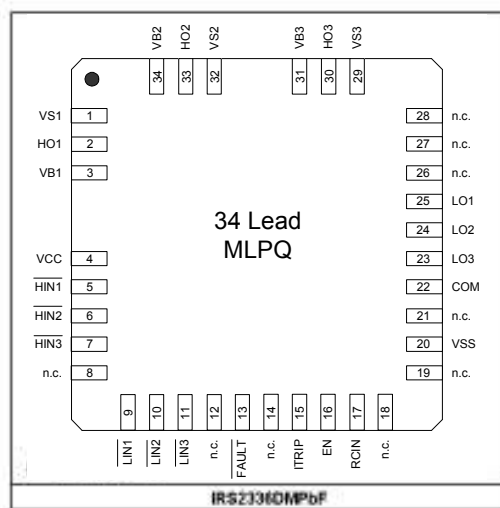 VB2 HO2 VS2 VB3 HO3 VS3
34 33 32 31 30 29
VS1 1 28 n.c.
HO1 2 27 n.c.
VB1 3 26 n.c.
25 LO1
34 Lead
MLPQ
24 LO2
VCC 4 23 LO3
HIN1 5 22 COM
HIN2 6 21 n.c.
HIN3 7 20 VSS
n.c. 8 19 n.c.
9 10 11 12 13 14 15 16 17 18
LIN1 LIN2 LIN3 n.c. FAULT n.c. ITRIP EN RCIN n.c.
IRS2336DMPbF